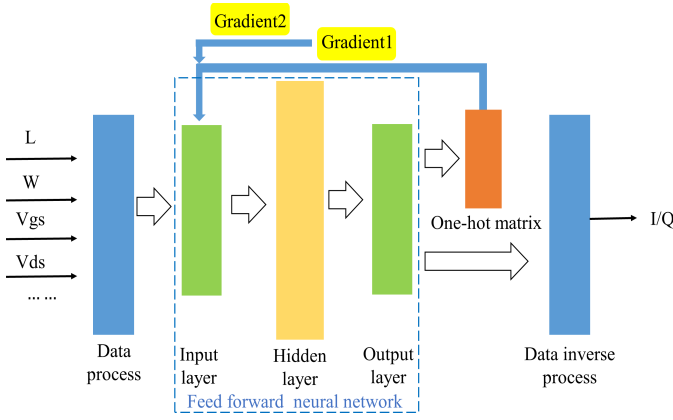 Gradient2
Gradient1
L
W
Vgs
Vds
... ...
One-hot matrix
I/Q
Data
process
Input
layer
Hidden
layer
Output
layer
Data inverse
process
Feed forward neural network